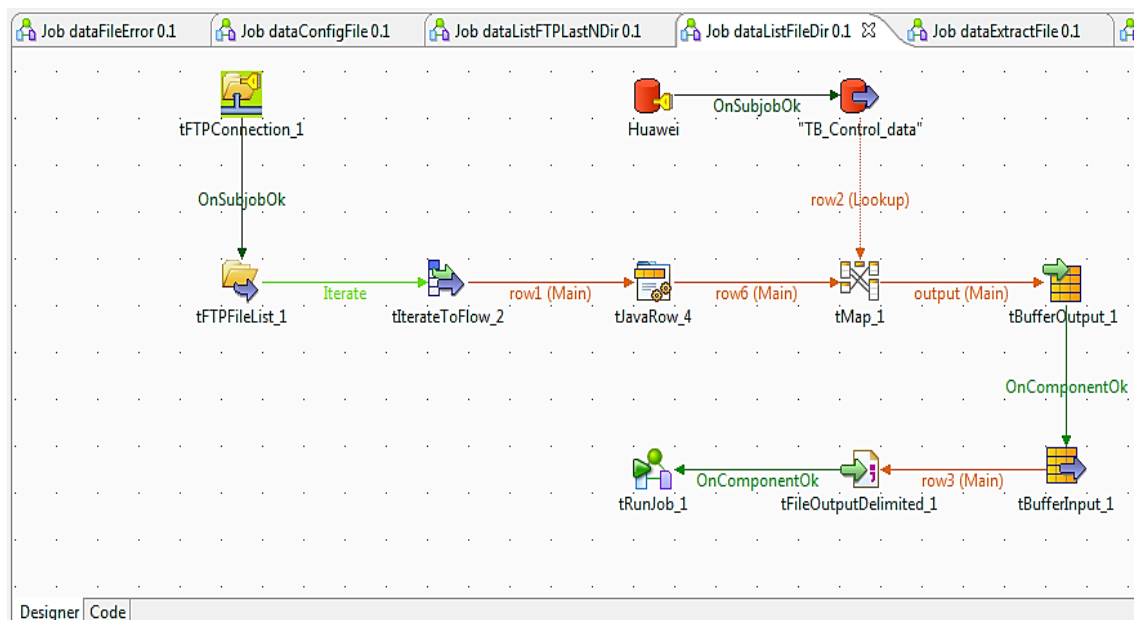 Job dataFileError 0.1
Job dataConfigFile 0.1
Job dataListFTPLastNDir 0.1
Job dataListFileDir 0.1
Job dataExtractFile 0.1
tFTPConnection_1
Huawei
OnSubjobOk
"TB_Control_data"
OnSubjobOk
row2 (Lookup)
tFTPFileList_1
Iterate
tIterateToFlow_2
row1 (Main)
tJavaRow_4
row6 (Main)
tMap_1
output (Main)
tBufferOutput_1
OnComponentOk
tRunJob_1
OnComponentOk
tFileOutputDelimited_1
row3 (Main)
tBufferInput_1
Designer
Code